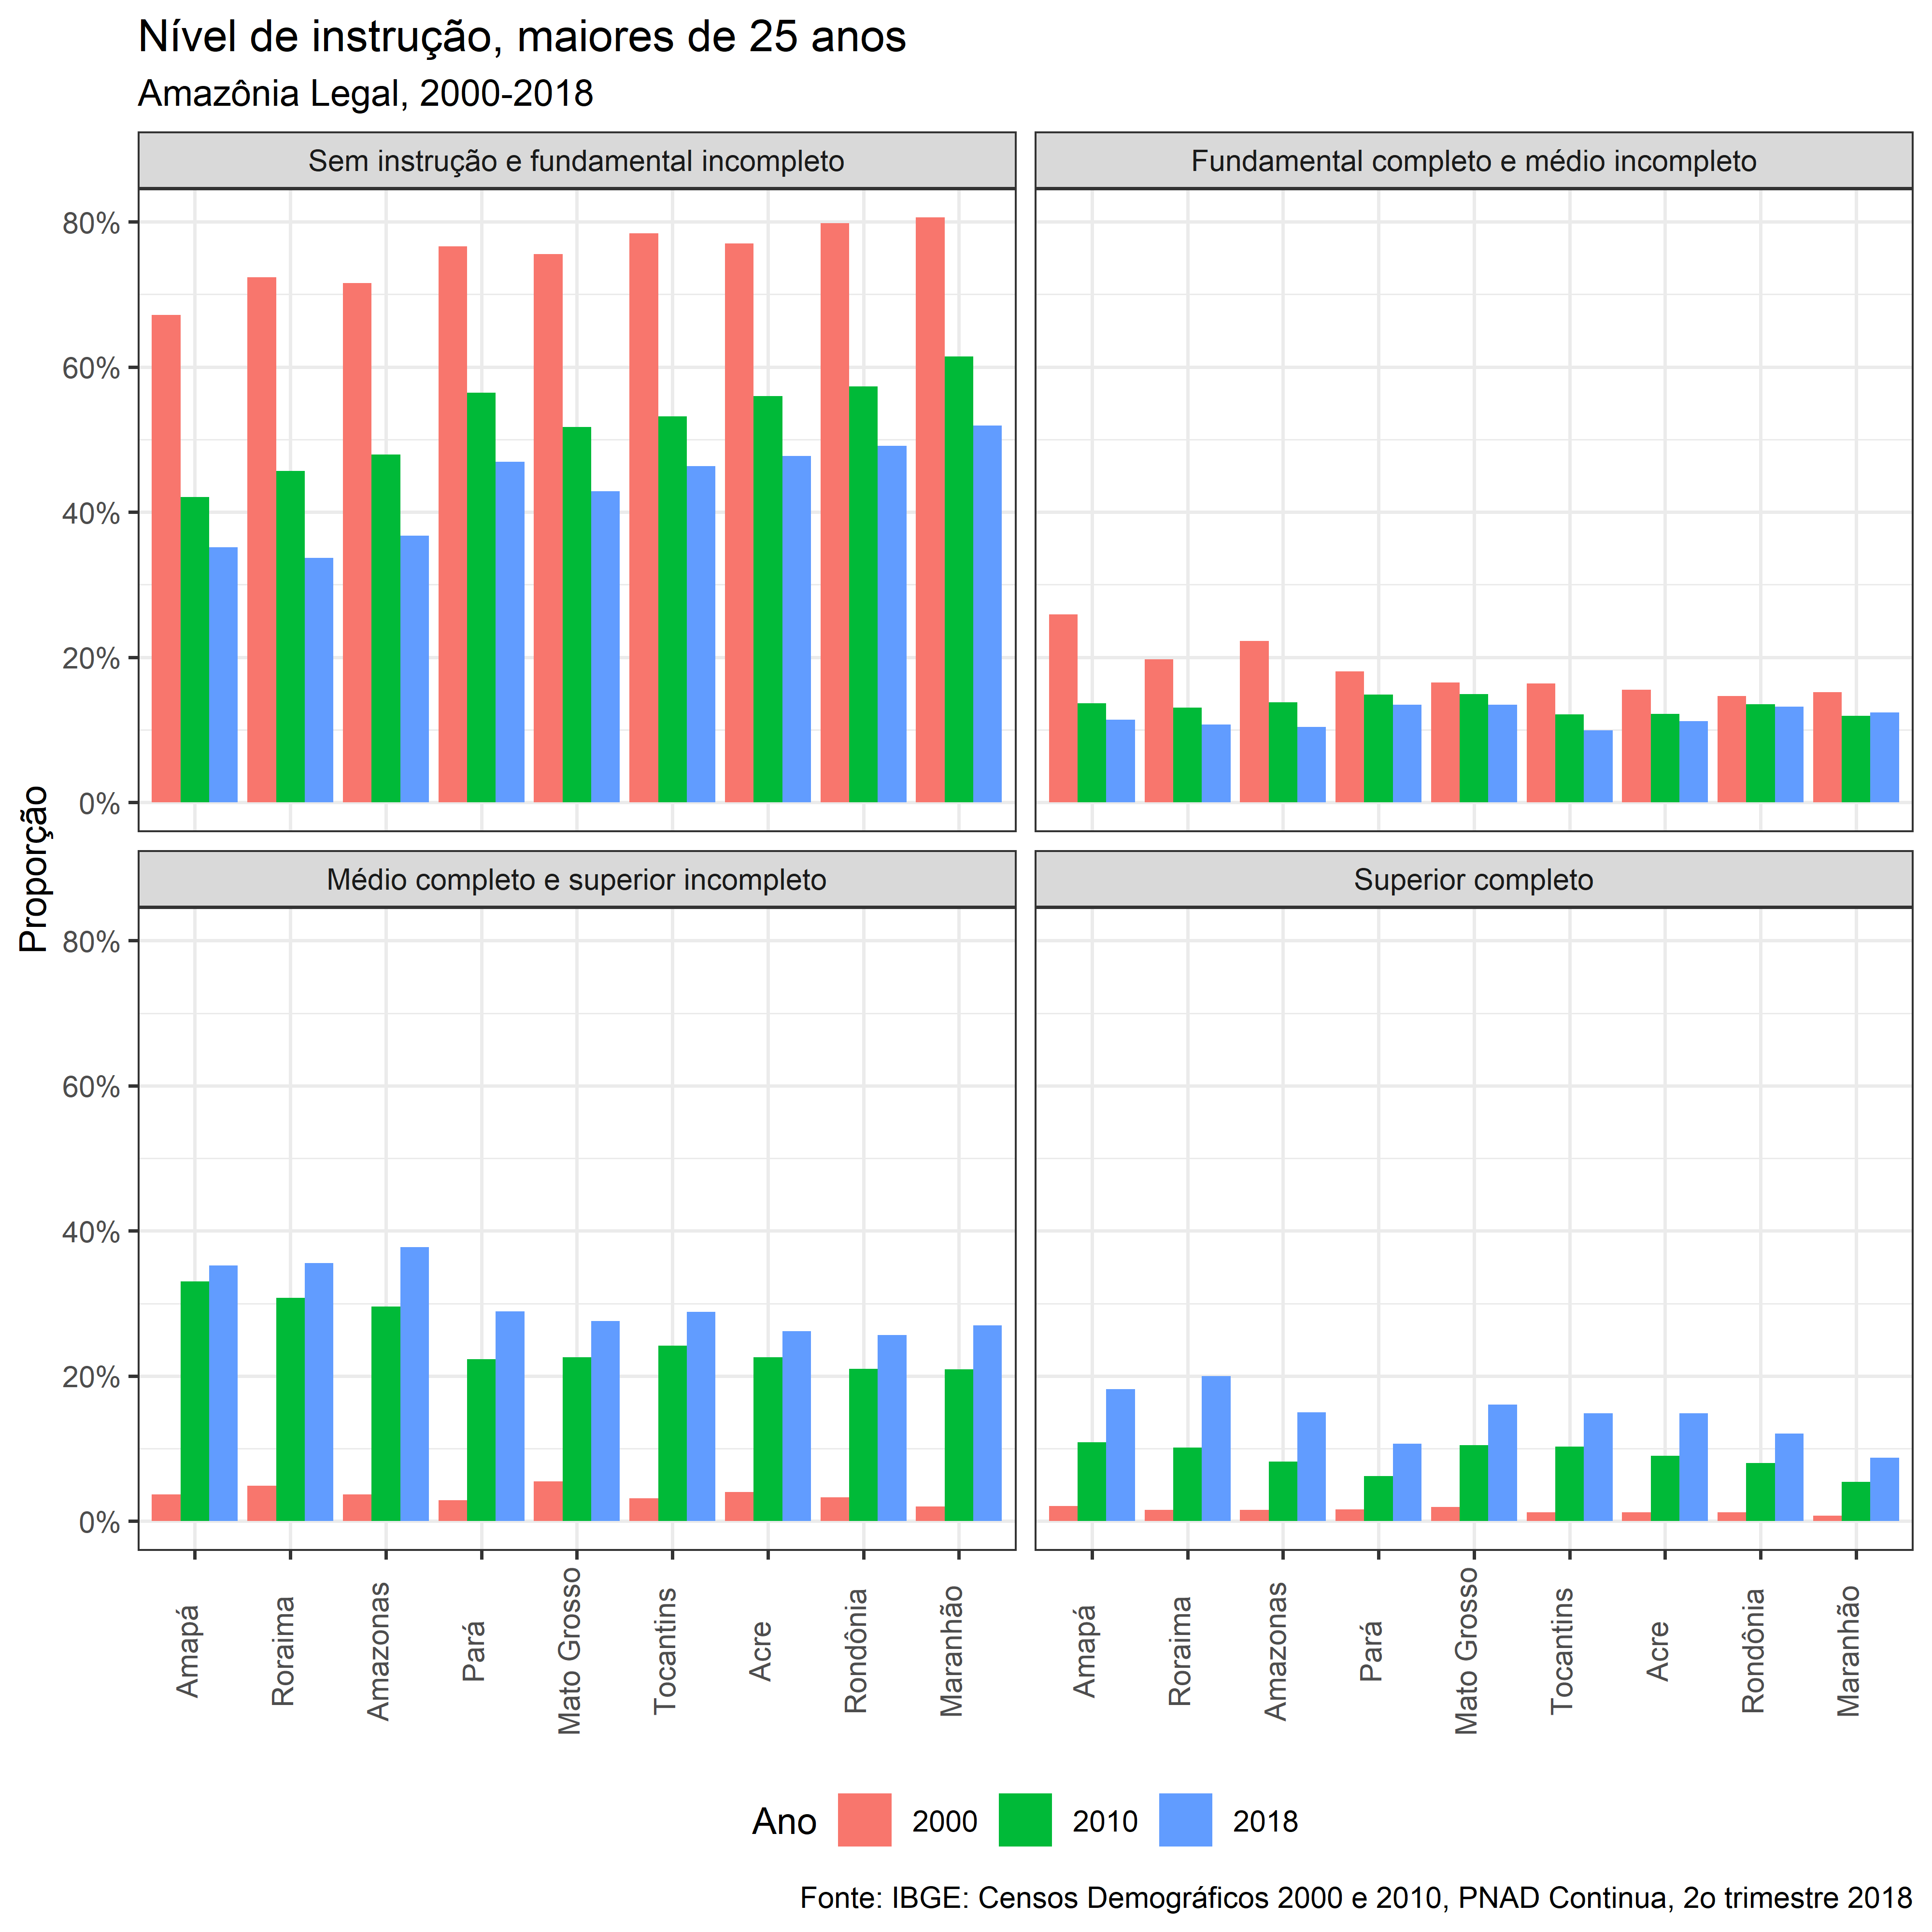 Nível de instrução, maiores de 25 anos
Amazônia Legal, 2000-2018
Sem instrução e fundamental incompleto
Fundamental completo e médio incompleto
80%
60%
40%
20%
0%
Proporção
Médio completo e superior incompleto
Superior completo
80%
60%
40%
20%
0%
Amapá
Roraima
Amazonas
Pará
Mato Grosso
Tocantins
Acre
Rondônia
Maranhão
Amapá
Roraima
Amazonas
Pará
Mato Grosso
Tocantins
Acre
Rondônia
Maranhão
Ano 2000 2010 2018
Fonte: IBGE: Censos Demográficos 2000 e 2010, PNAD Continua, 2o trimestre 2018